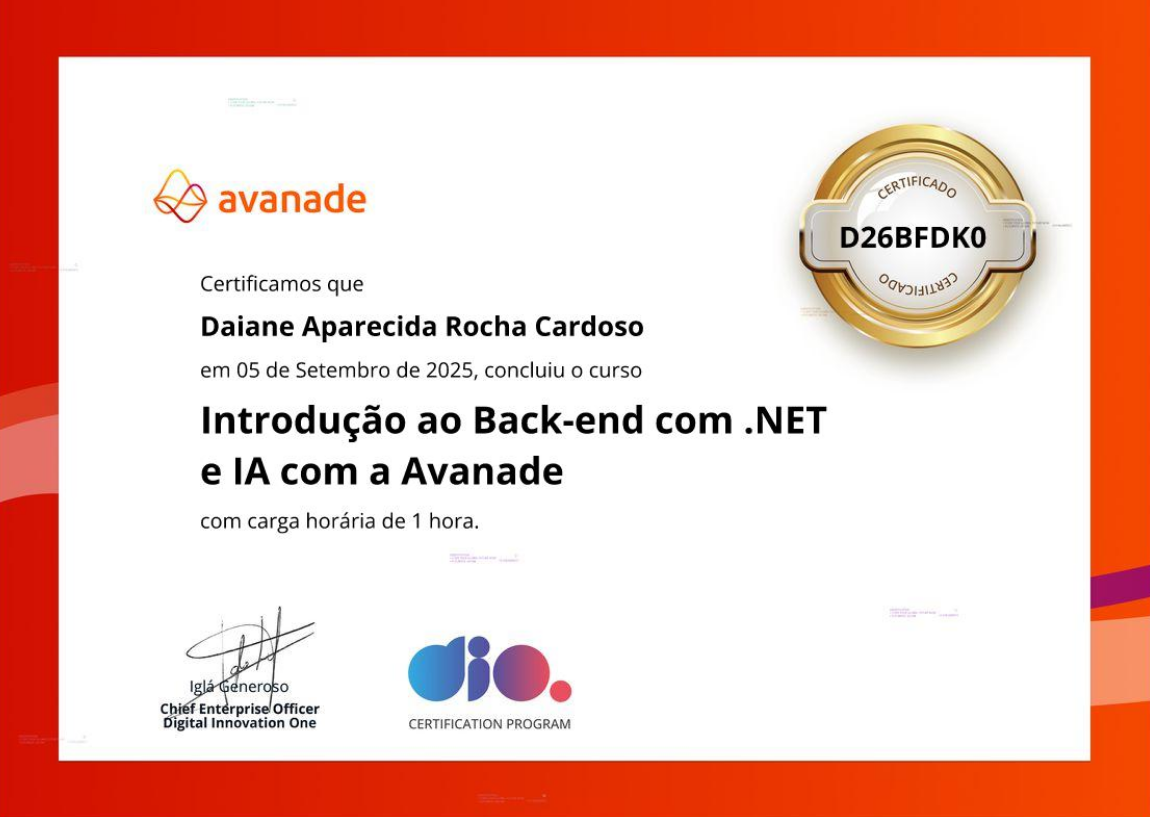 avanade
CERTIFICADO
D26BFDK0
CERTIFICADO
Certificamos que
Daiane Aparecida Rocha Cardoso
em 05 de Setembro de 2025, concluiu o curso
Introdução ao Back-end com .NET
e IA com a Avanade
com carga horária de 1 hora.
Iglá Generoso
Chief Enterprise Officer
Digital Innovation One
dio.
CERTIFICATION PROGRAM